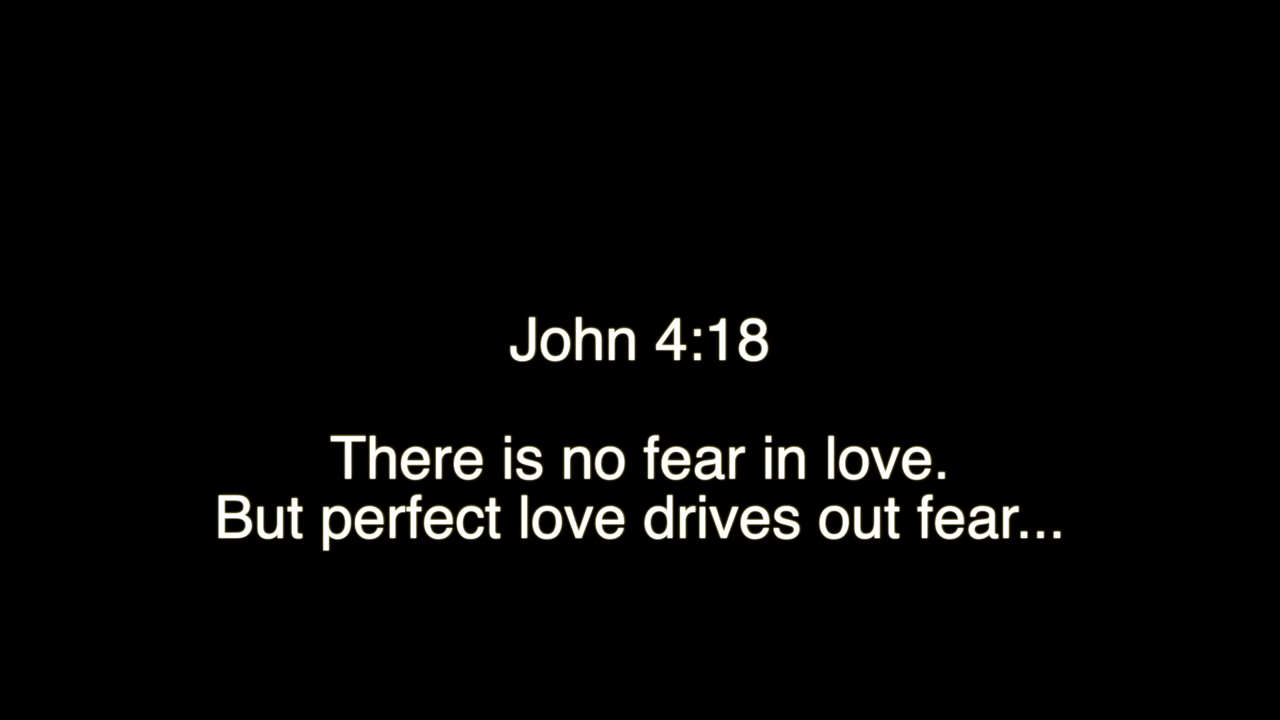 John 4:18
There is no fear in love.
But perfect love drives out fear...